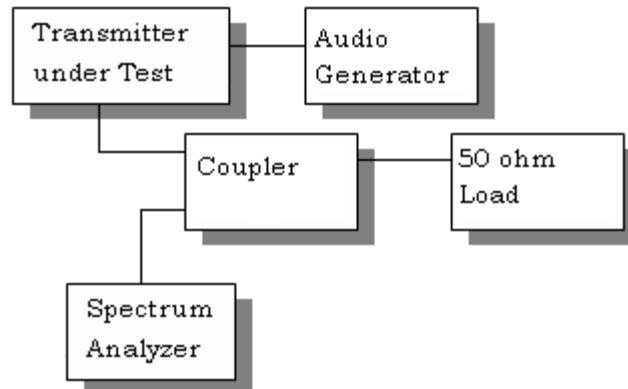 Transmitter
under Test
Audio
Generator
Coupler
50 ohm
Load
Spectrum
Analyzer